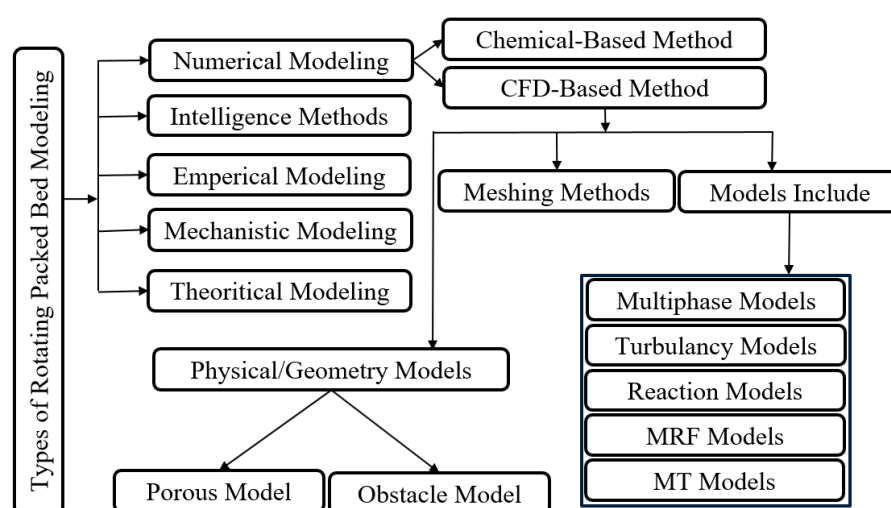 Types of Rotating Packed Bed Modeling
Numerical Modeling
Intelligence Methods
Emperical Modeling
Mechanistic Modeling
Theoritical Modeling
Chemical-Based Method
CFD-Based Method
Meshing Methods
Models Include
Multiphase Models
Turbulancy Models
Reaction Models
MRF Models
MT Models
Physical/Geometry Models
Porous Model
Obstacle Model